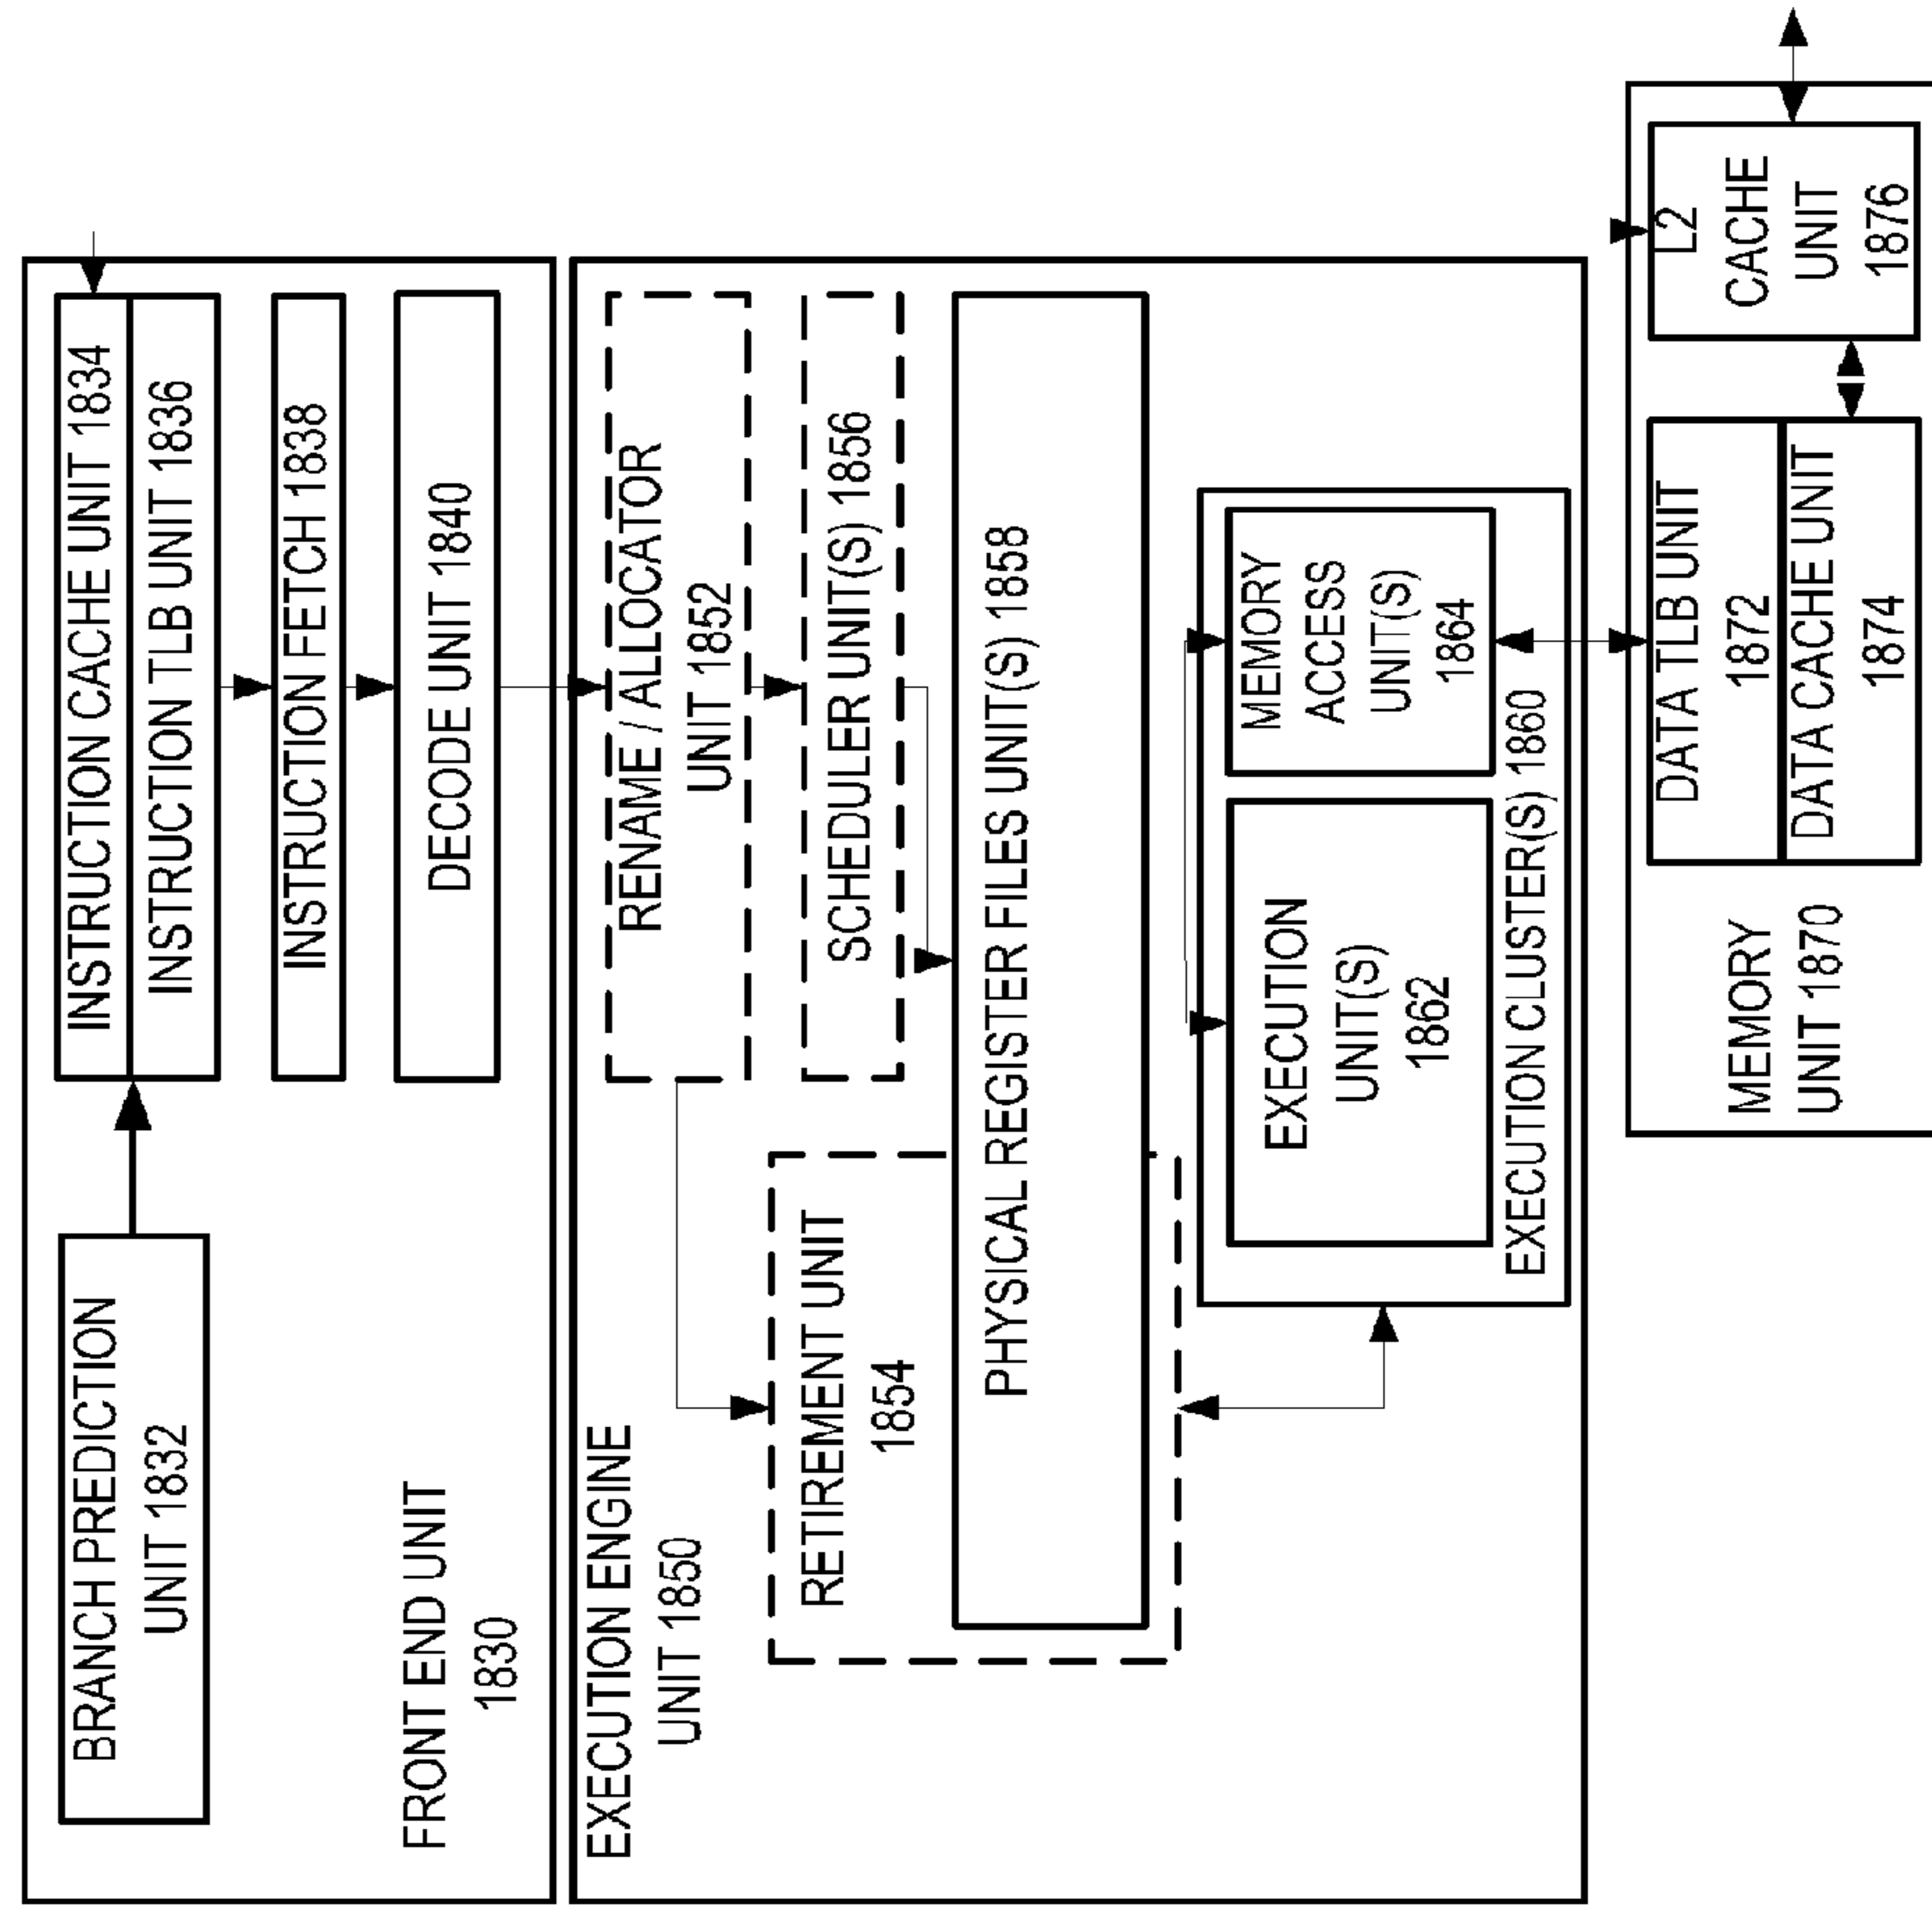 BRANCH PREDICTION
UNIT 1832
INSTRUCTION CACHE UNIT 1834
INSTRUCTION TLB UNIT 1836
INSTRUCTION FETCH 1838
DECODE UNIT 1840
FRONT END UNIT
1830
EXECUTION ENGINE
UNIT 1850
RENAME / ALLOCATOR
UNIT 1852
RETIREMENT UNIT
1854
SCHEDULER UNIT(S) 1856
PHYSICAL REGISTER FILES UNIT(S) 1858
EXECUTION
UNIT(S)
1862
MEMORY
ACCESS
UNIT(S)
1864
EXECUTION CLUSTER(S) 1860
MEMORY
UNIT 1870
DATA TLB UNIT
1872
DATA CACHE UNIT
1874
L2
CACHE
UNIT
1876